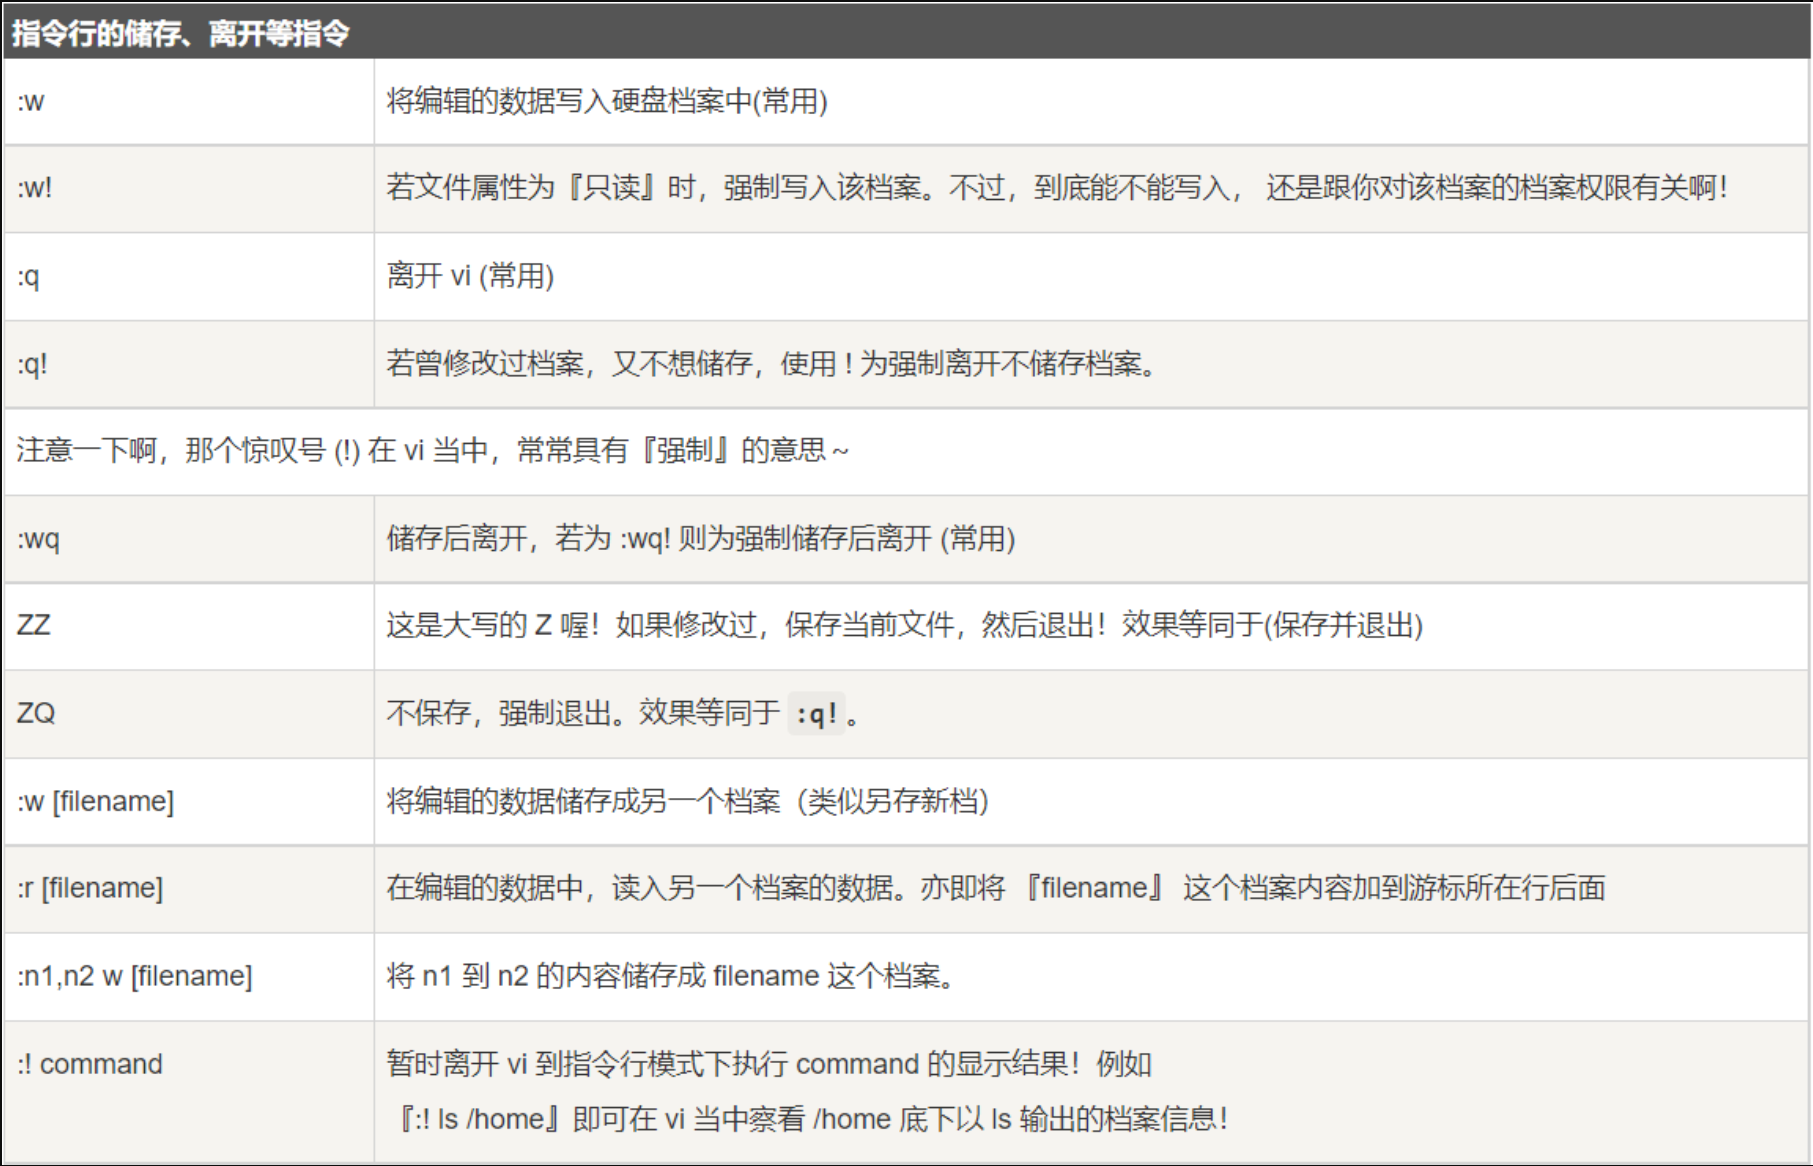 指令行的储存、离开等指令
:w 将编辑的数据写入硬盘档案中(常用)
:w! 若文件属性为『只读』时，强制写入该档案。不过，到底能不能写入， 还是跟你对该档案的档案权限有关啊！
:q 离开 vi (常用)
:q! 若曾修改过档案，又不想储存，使用 ! 为强制离开不储存档案。
注意一下啊，那个惊叹号 (!) 在 vi 当中，常常具有『强制』的意思～
:wq 储存后离开，若为 :wq! 则为强制储存后离开 (常用)
ZZ 这是大写的 Z 喔！如果修改过，保存当前文件，然后退出！效果等同于(保存并退出)
ZQ 不保存，强制退出。效果等同于 :q!。
:w [filename] 将编辑的数据储存成另一个档案（类似另存新档）
:r [filename] 在编辑的数据中，读入另一个档案的数据。亦即将 『filename』 这个档案内容加到游标所在行后面
:n1,n2 w [filename] 将 n1 到 n2 的内容储存成 filename 这个档案。
:! command 暂时离开 vi 到指令行模式下执行 command 的显示结果！例如
『:! ls /home』即可在 vi 当中察看 /home 底下以 ls 输出的档案信息！